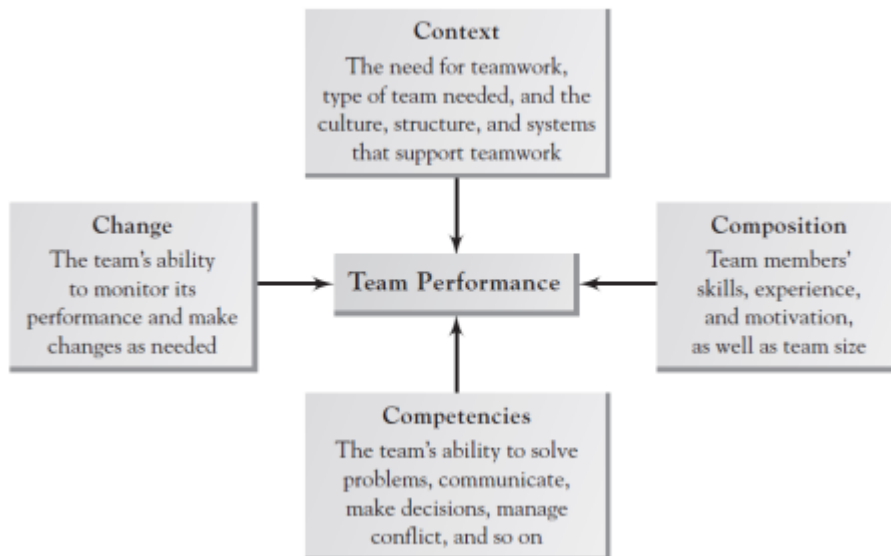 Context
The need for teamwork,
type of team needed, and the
culture, structure, and systems
that support teamwork
Change
The team's ability
to monitor its
performance and make
changes as needed
Team Performance
Composition
Team members'
skills, experience,
and motivation,
as well as team size
Competencies
The team's ability to solve
problems, communicate,
make decisions, manage
conflict, and so on